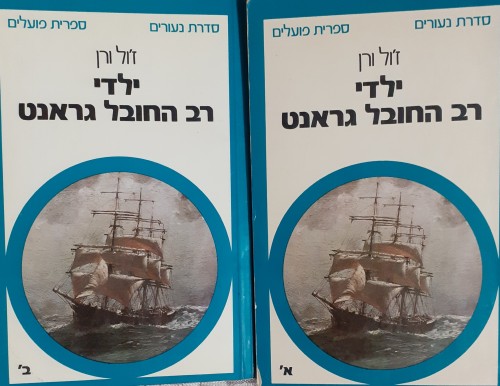 סדרת נעורים ספרית פועלים
ז'ול ורן
ילדי
רב החובל גראנט
א'
סדרת נעורים ספרית פועלים
ז'ול ורן
ילדי
רב החובל גראנט
ב'